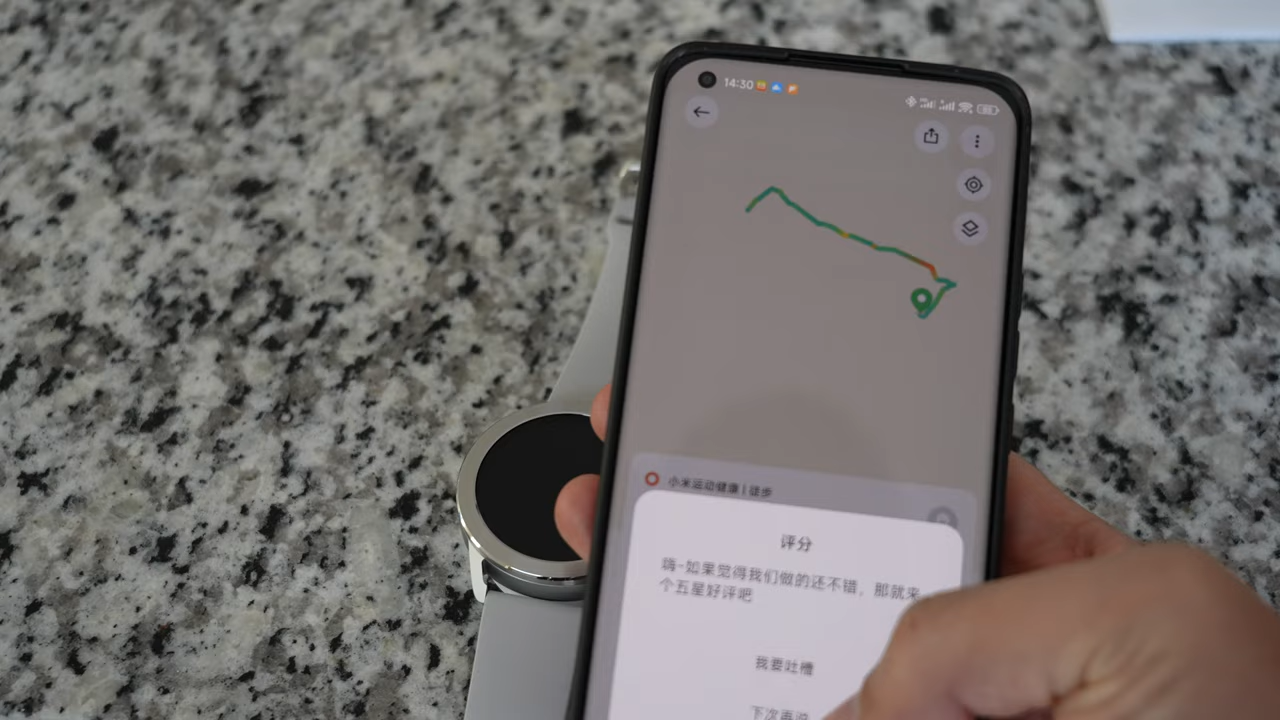 14:30
小米运动健康 | 徒步
评分
嗨~如果觉得我们做的还不错，那就来
个五星好评吧
我要吐槽
下次再说